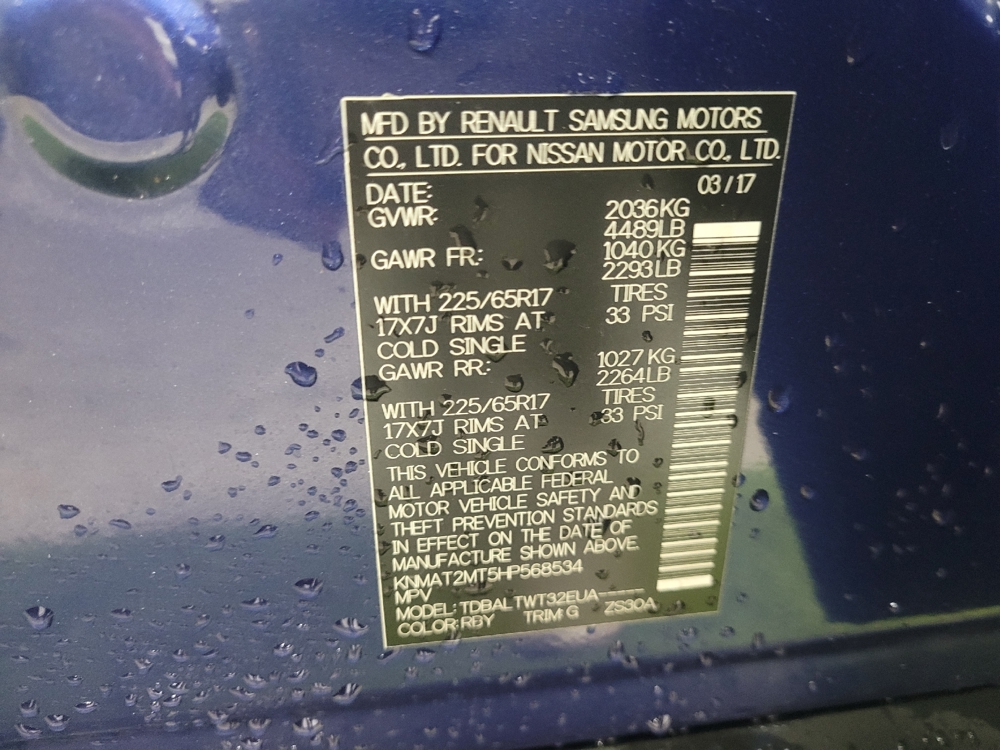 MFD BY RENAULT SAMSUNG MOTORS
CO., LTD. FOR NISSAN MOTOR CO., LTD.
DATE: 03/17
GVWR: 2036KG
4489LB
GAWR FR: 1040KG
2293LB
WITH 225/65R17 TIRES
17X7J RIMS AT 33 PSI
COLD SINGLE
GAWR RR: 1027KG
2264LB
WITH 225/65R17 TIRES
17X7J RIMS AT 33 PSI
COLD SINGLE
THIS VEHICLE CONFORMS TO
ALL APPLICABLE FEDERAL
MOTOR VEHICLE SAFETY AND
THEFT PREVENTION STANDARDS
IN EFFECT ON THE DATE OF
MANUFACTURE SHOWN ABOVE.
KNMAT2MT5HP568534
MPV
MODEL: TDBALTWT32EUA-----
COLOR: RBY TRIM: G ZS30A